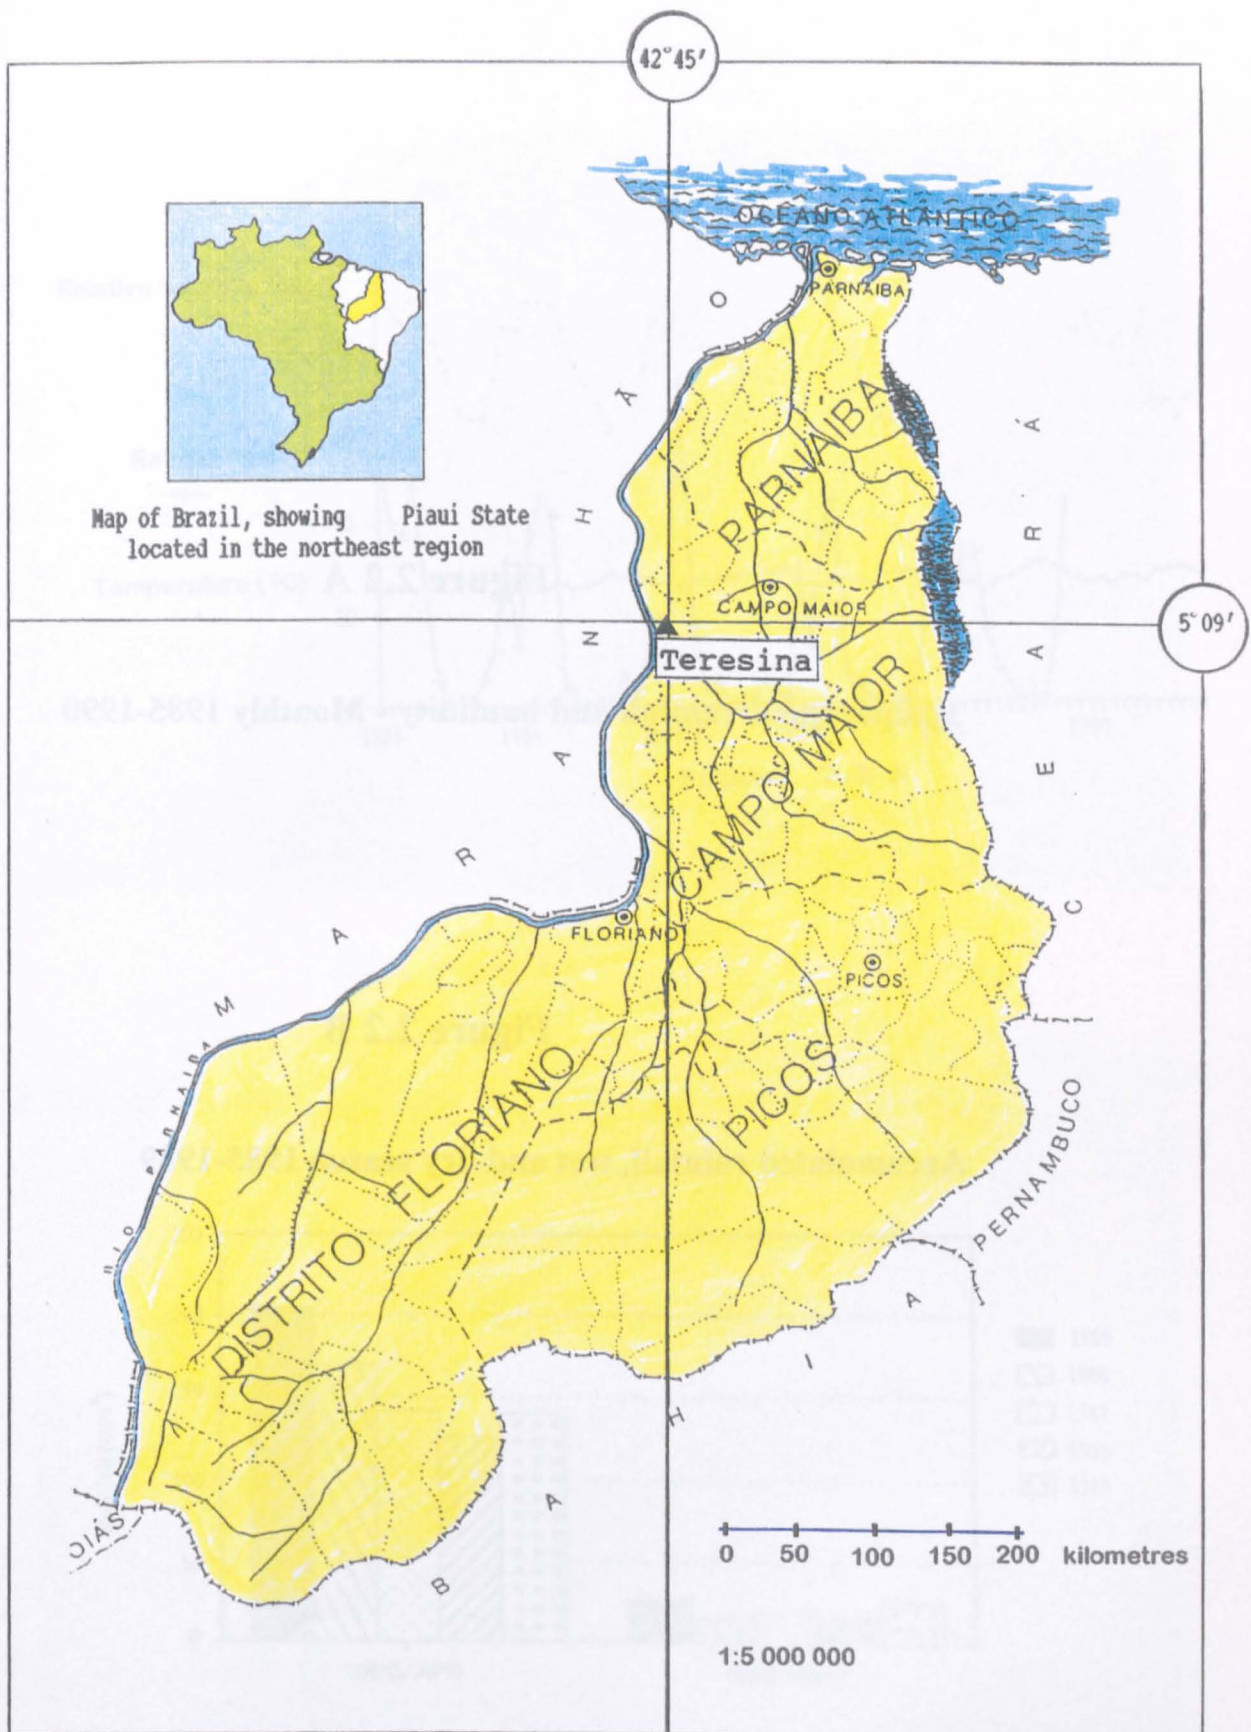 42°45'
OCEANO ATLÂNTICO
PARNAIBA
Map of Brazil, showing Piaui State
located in the northeast region
PARNAIBA
CAMPO MAIOR
5°09'
Teresina
CAMPO MAIOR
MARANHÃO
CEARÁ
FLORIANO
PICOS
RIO PARNAIBA
DISTRITO FLORIANO
PICOS
PERNAMBUCO
BAHIA
OIÁS
0 50 100 150 200 kilometres
1:5 000 000